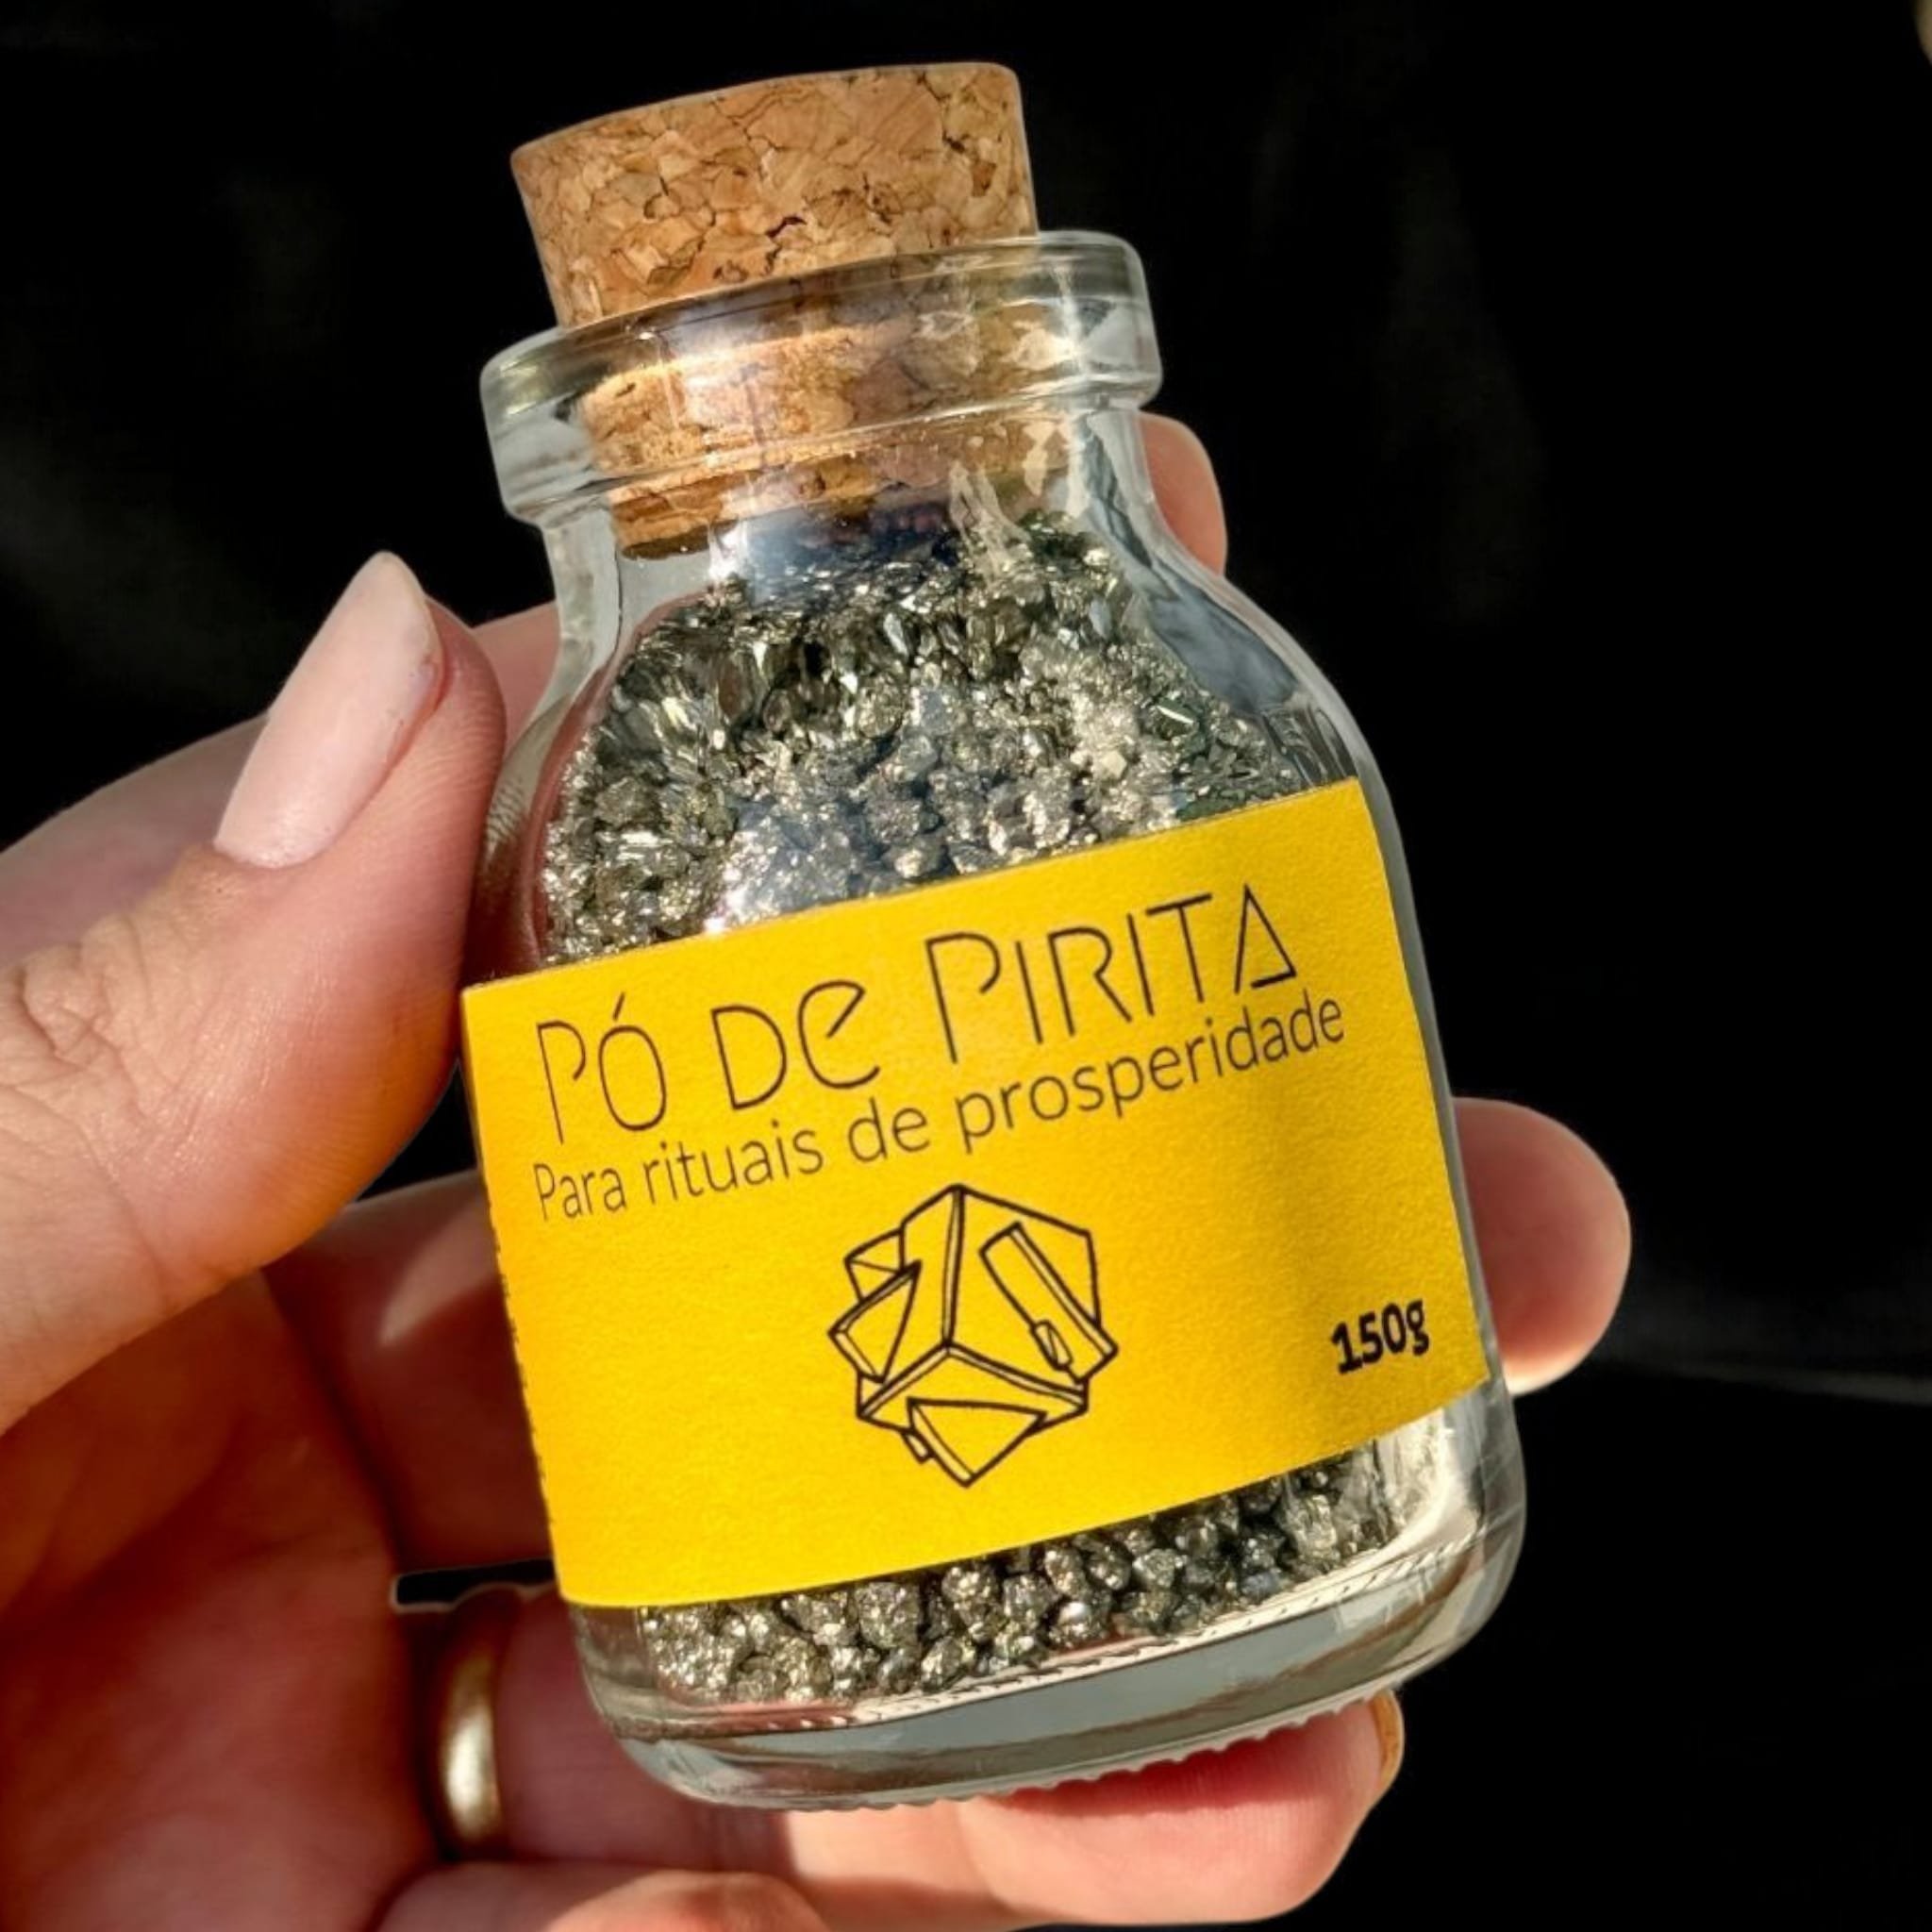 Pó de Pirita
Para rituais de prosperidade
150g